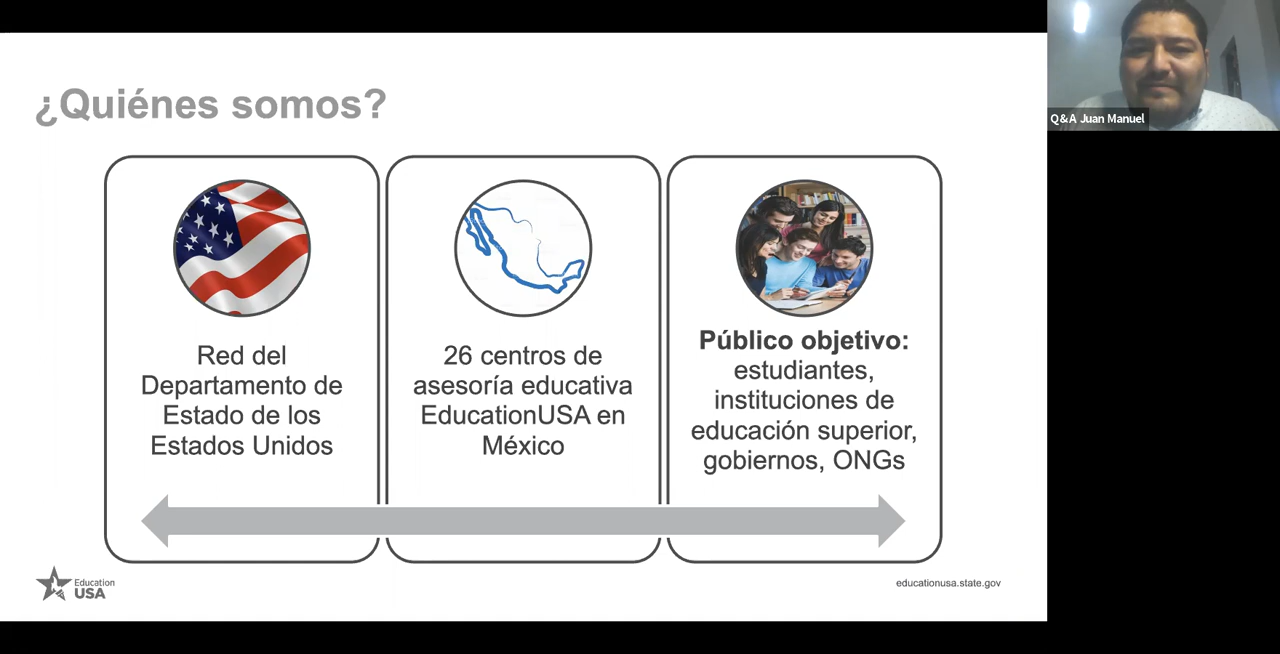 ¿Quiénes somos?
Red del
Departamento de
Estado de los
Estados Unidos
26 centros de
asesoría educativa
EducationUSA en
México
Público objetivo:
estudiantes,
instituciones de
educación superior,
gobiernos, ONGs
Education
USA
educationusa.state.gov
Q&A Juan Manuel